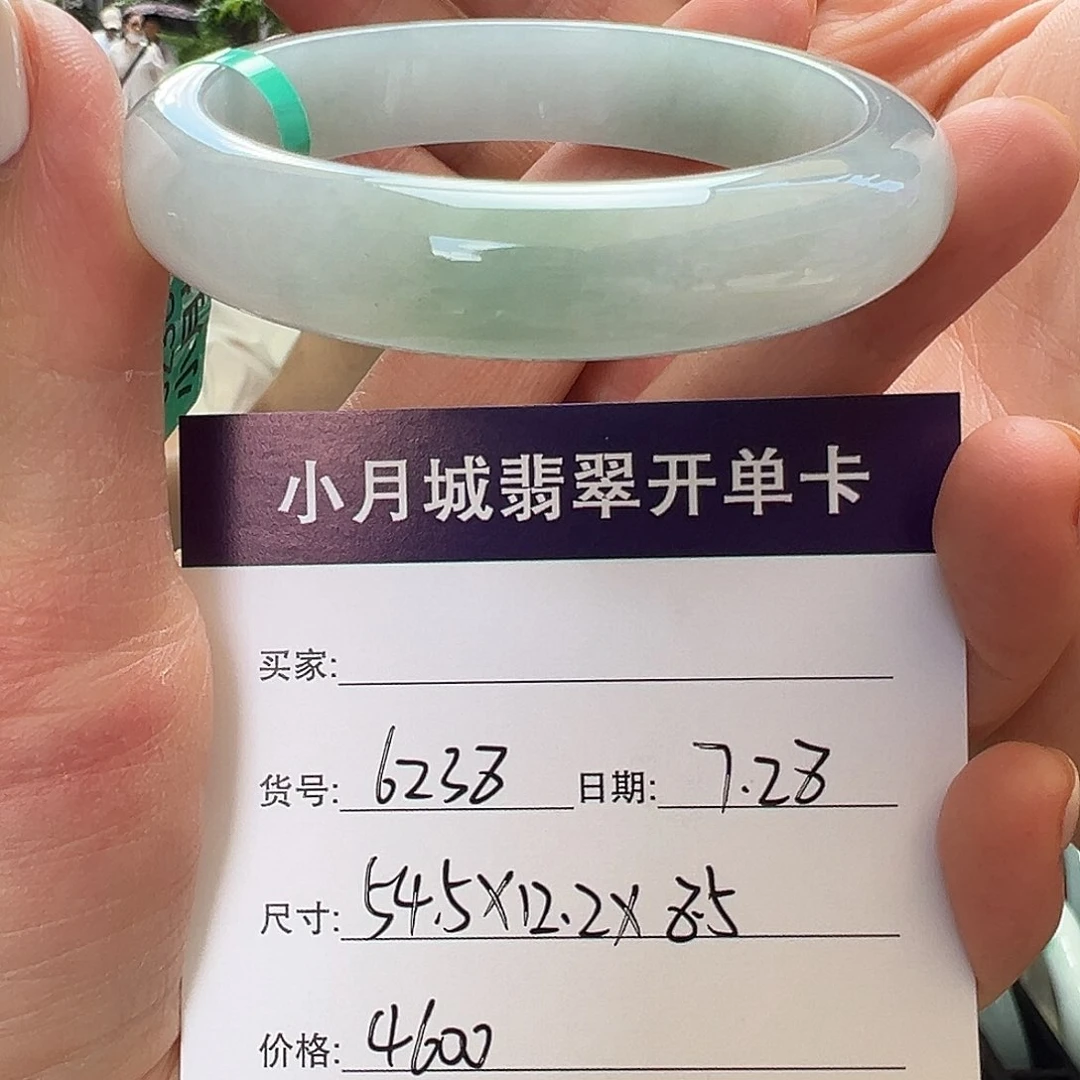 小月城翡翠开单卡
买家:
货号: 6238 日期: 7.28
尺寸: 54.5X12.2X8.5
价格: 4600